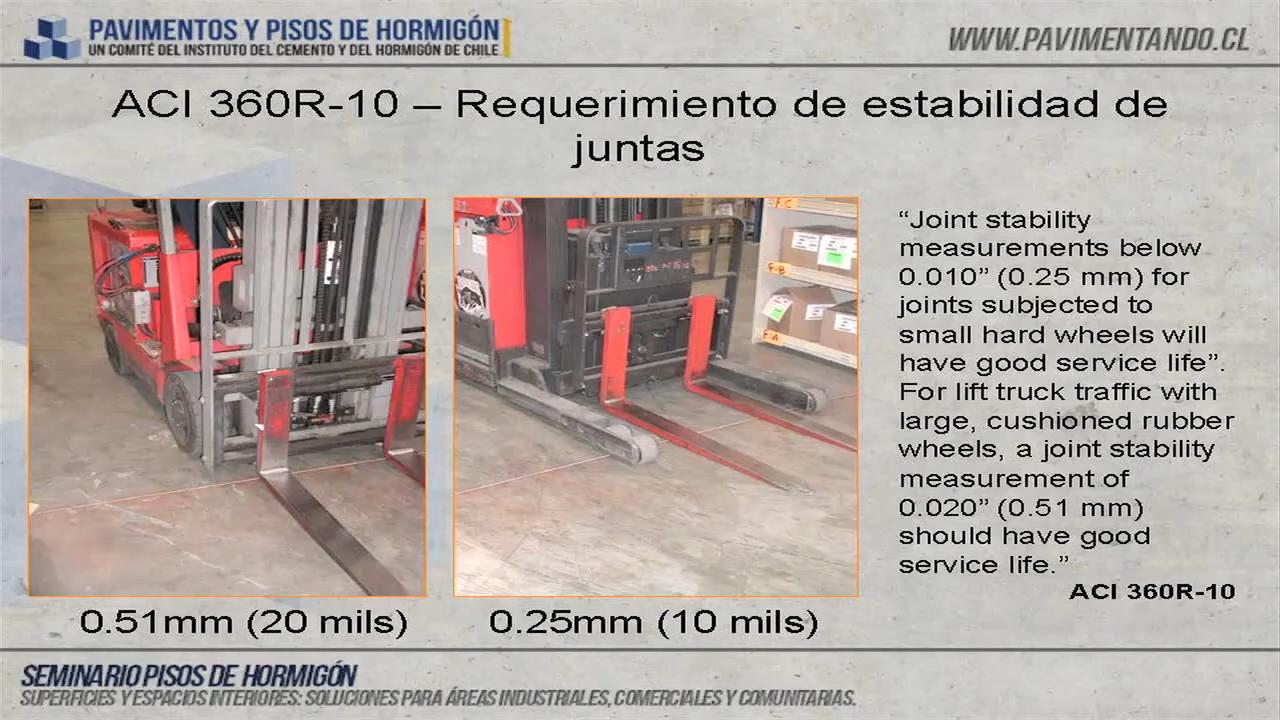 PAVIMENTOS Y PISOS DE HORMIGÓN
UN COMITÉ DEL INSTITUTO DEL CEMENTO Y DEL HORMIGÓN DE CHILE
WWW.PAVIMENTANDO.CL
ACI 360R-10 – Requerimiento de estabilidad de
juntas
“Joint stability
measurements below
0.010” (0.25 mm) for
joints subjected to
small hard wheels will
have good service life”.
For lift truck traffic with
large, cushioned rubber
wheels, a joint stability
measurement of
0.020” (0.51 mm)
should have good
service life.”
ACI 360R-10
F-C
F-B
F-A
0.51mm (20 mils)
0.25mm (10 mils)
SEMINARIO PISOS DE HORMIGÓN
SUPERFICIES Y ESPACIOS INTERIORES: SOLUCIONES PARA ÁREAS INDUSTRIALES, COMERCIALES Y COMUNITARIAS.